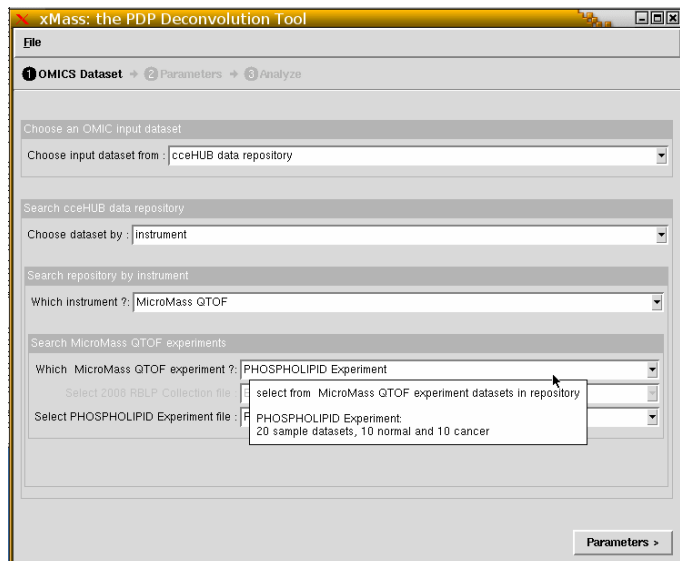 xMass: the PDP Deconvolution Tool
File
1 OMICS Dataset → 2 Parameters → 3 Analyze
Choose an OMIC input dataset
Choose input dataset from : cceHUB data repository
Search cceHUB data repository
Choose dataset by : instrument
Search repository by instrument
Which instrument ?: MicroMass QTOF
Search MicroMass QTOF experiments
Which MicroMass QTOF experiment ?: PHOSPHOLIPID Experiment
Select 2008 RBLP Collection file :
select from MicroMass QTOF experiment datasets in repository
Select PHOSPHOLIPID Experiment file :
PHOSPHOLIPID Experiment:
20 sample datasets, 10 normal and 10 cancer
Parameters >